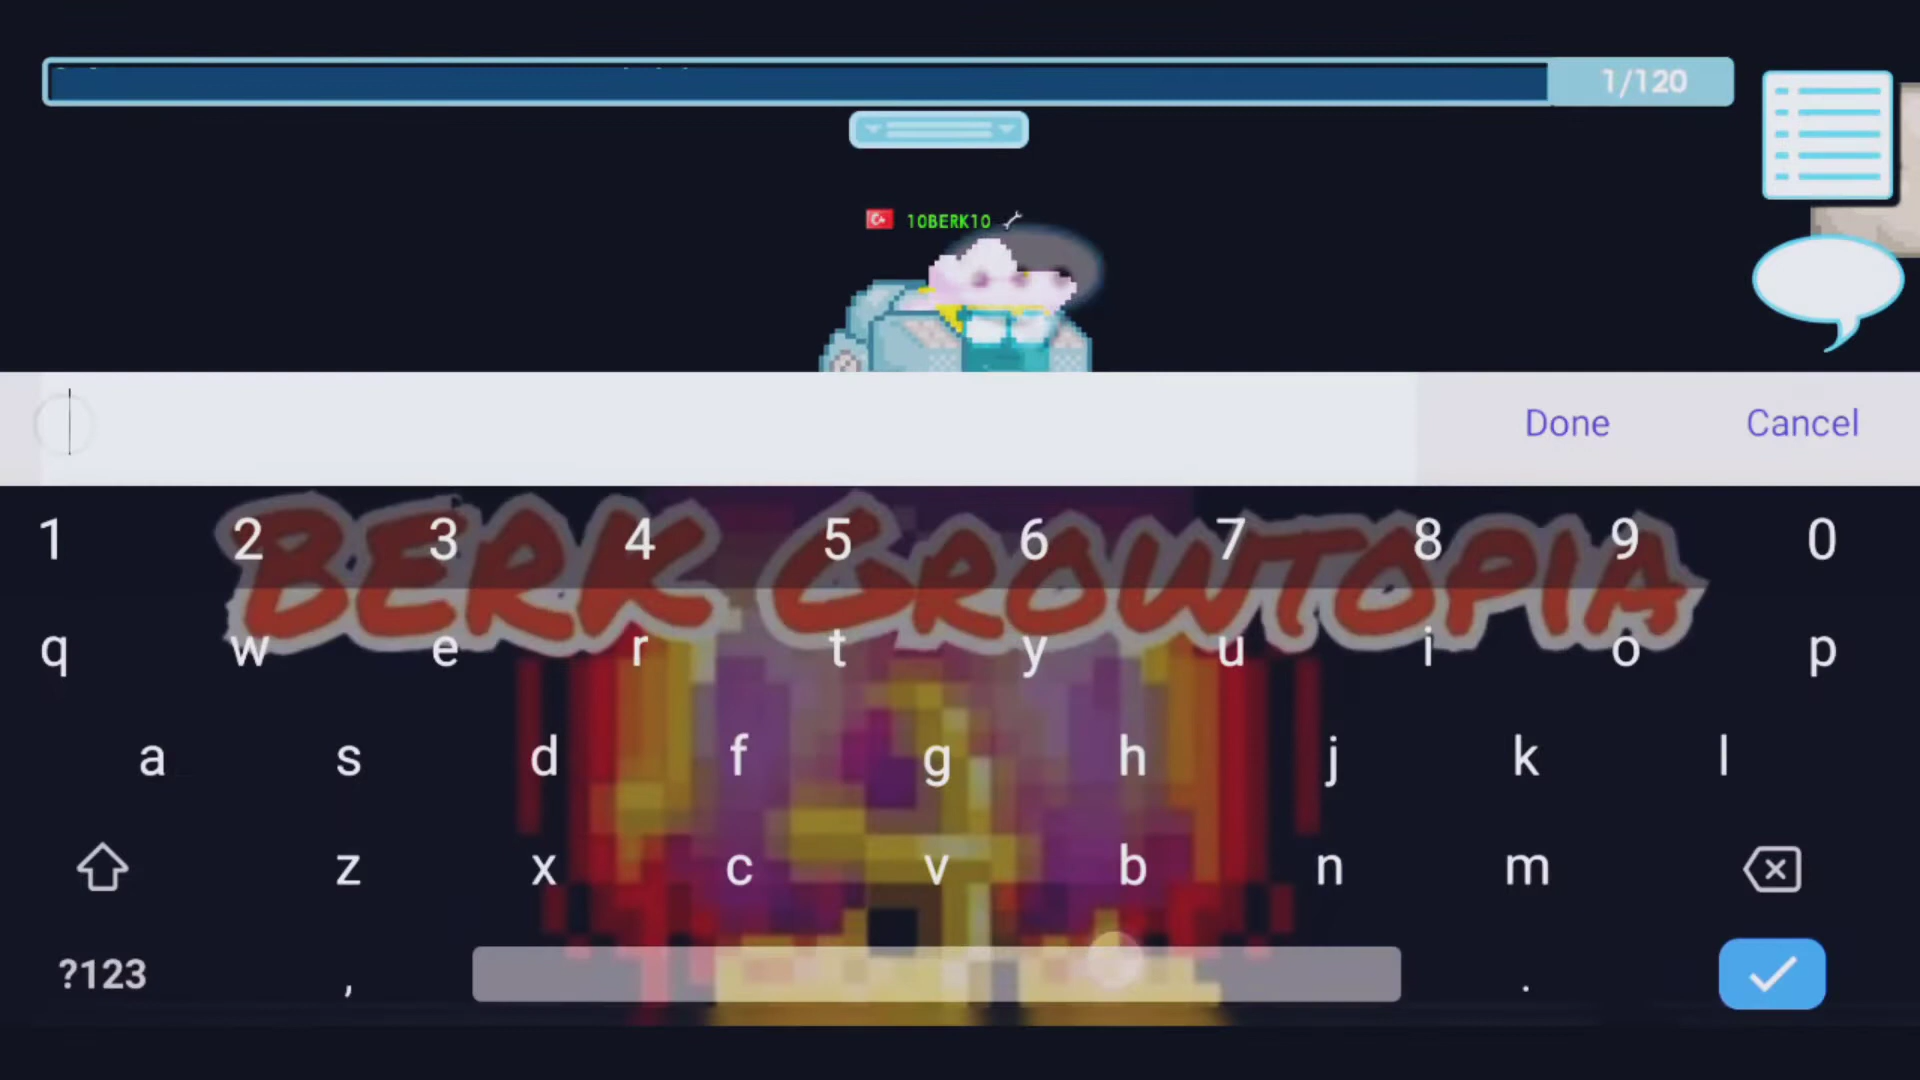 1/120
10BERK10
Done Cancel
BERK GROWTOPIA
1 2 3 4 5 6 7 8 9 0
q w e r t y u i o p
a s d f g h j k l
z x c v b n m
?123 , .